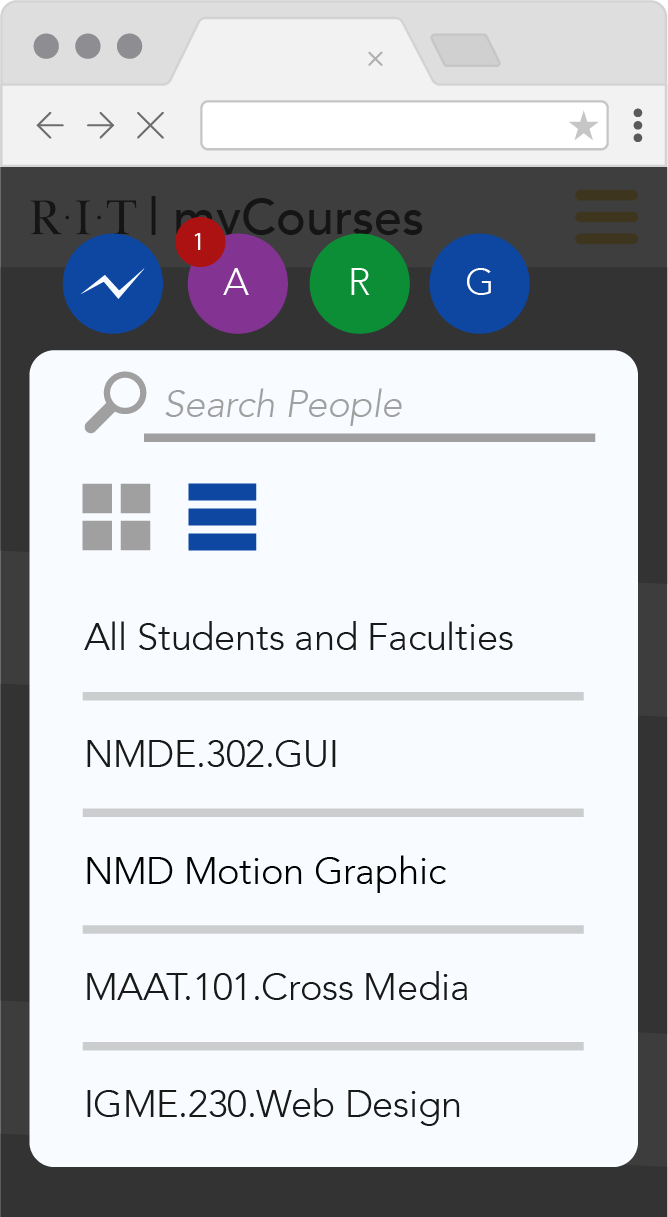 R·I·T | myCourses
1
A R G
Search People
All Students and Faculties
NMDE.302.GUI
NMD Motion Graphic
MAAT.101.Cross Media
IGME.230.Web Design